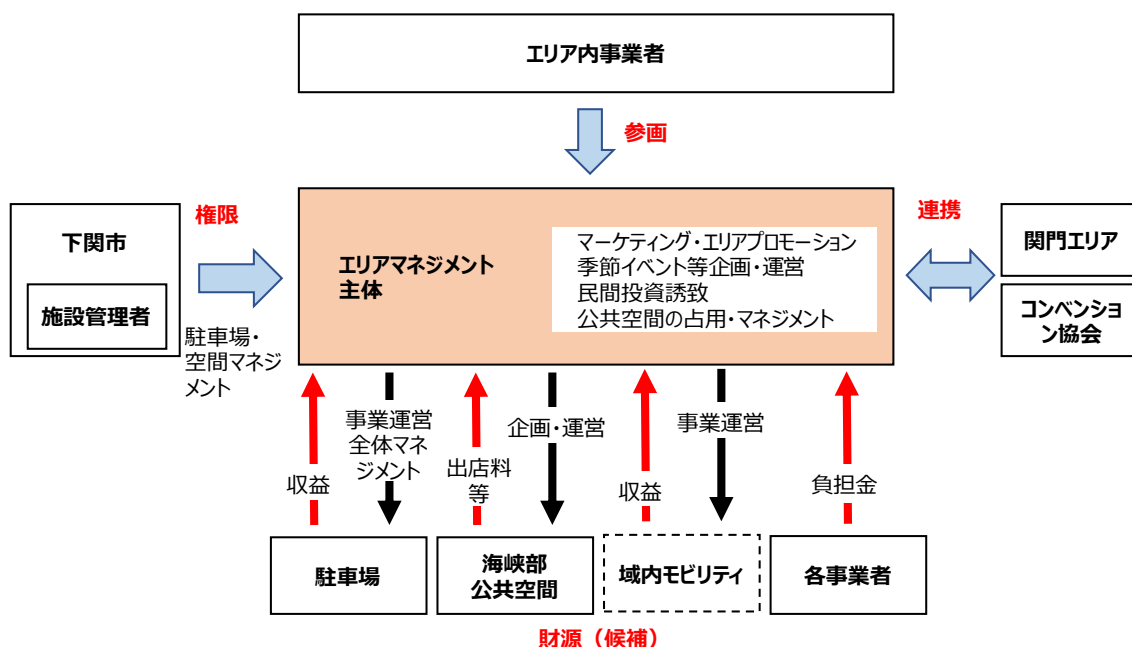 エリア内事業者
参画
下関市
施設管理者
権限
駐車場・
空間マネジ
メント
エリアマネジメント
主体
マーケティング・エリアプロモーション
季節イベント等企画・運営
民間投資誘致
公共空間の占用・マネジメント
連携
関門エリア
コンベンショ
ン協会
収益
事業運営
全体マネ
ジメント
出店料
等
企画・運営
収益
事業運営
負担金
駐車場
海峡部
公共空間
域内モビリティ
各事業者
財源（候補）